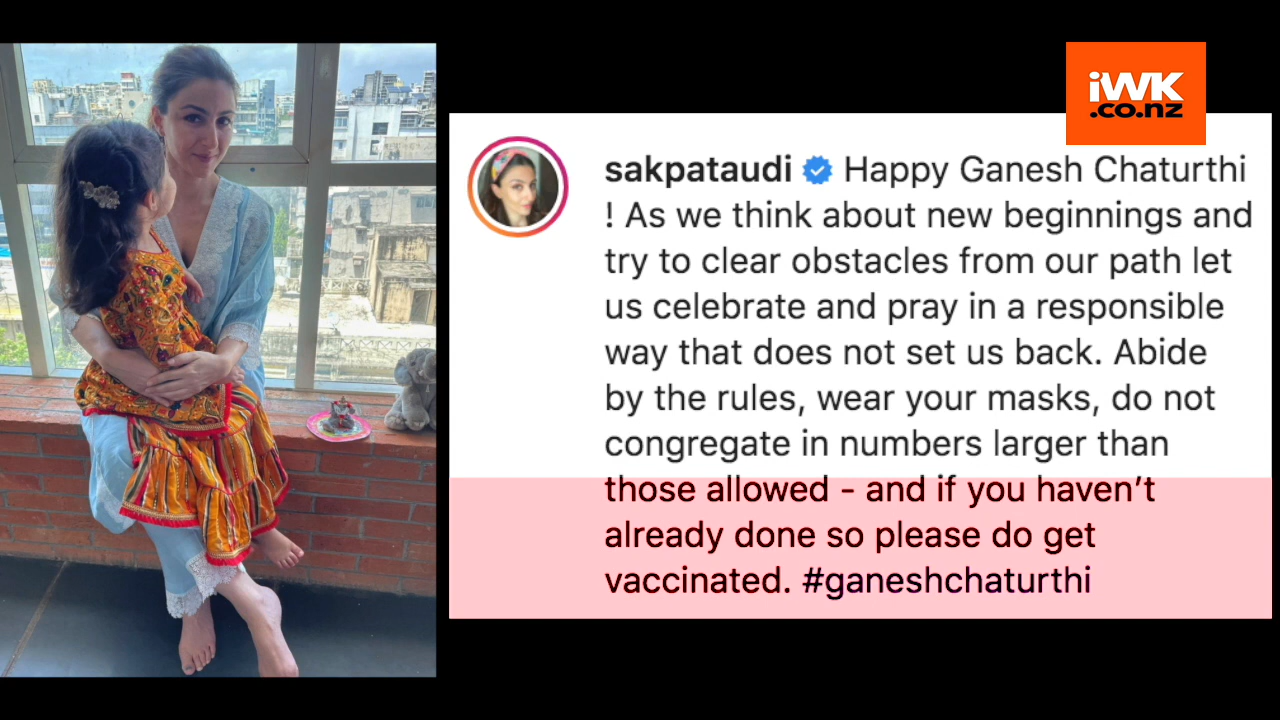 iWK
.co.nz
sakpataudi Happy Ganesh Chaturthi
! As we think about new beginnings and
try to clear obstacles from our path let
us celebrate and pray in a responsible
way that does not set us back. Abide
by the rules, wear your masks, do not
congregate in numbers larger than
those allowed - and if you haven’t
already done so please do get
vaccinated. #ganeshchaturthi